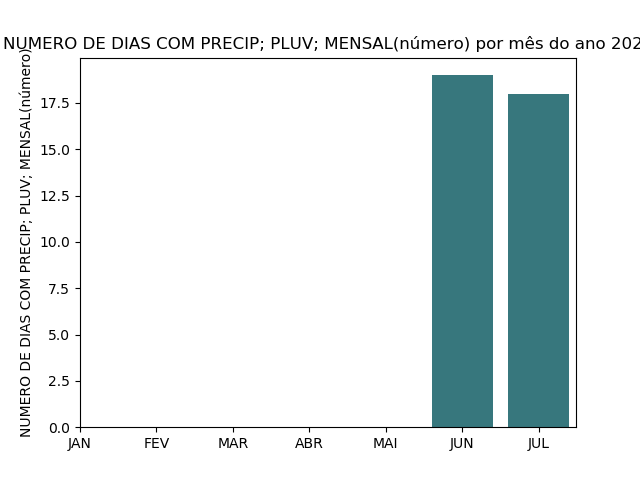 NUMERO DE DIAS COM PRECIP; PLUV; MENSAL(número) por mês do ano 202
NUMERO DE DIAS COM PRECIP; PLUV; MENSAL(número)
17.5
15.0
12.5
10.0
7.5
5.0
2.5
0.0
JAN FEV MAR ABR MAI JUN JUL